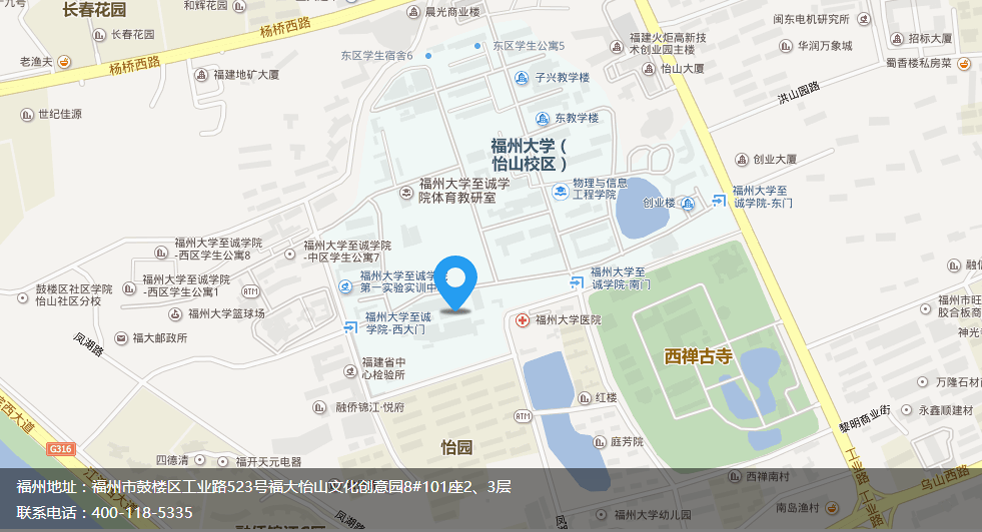 十九号
长春花园
和辉花园
杨桥西路
晨光商业楼
闽东电机研究所
长春花园
东区学生宿舍6
东区学生公寓5
福建火炬高新技
术创业园主楼
华润万象城
招标大厦
老渔夫
杨桥西路
福建地矿大厦
子兴教学楼
怡山大厦
蜀香楼私房菜
洪山园路
世纪佳源
东教学楼
福州大学（
怡山校区）
创业大厦
福州大学至诚学
院体育教研室
物理与信息
工程学院
创业楼
福州大学至
诚学院-东门
福州大学至诚学院
-西区学生公寓8
福州大学至诚学院
-中区学生公寓7
福州大学至诚学
第一实验实训中
福州大学至
诚学院-南门
融信
鼓楼区社区学院
怡山社区分校
福州大学至诚学院
-西区学生公寓1
ATM
福州大学篮球场
福州大学至诚
学院-西大门
福州大学医院
福州市旺
胶合板商
神光
凤湖路
福大邮政所
西禅古寺
福建省中
心检验所
万隆石材
融侨锦江·悦府
ATM
红楼
黎明商业街
永鑫顺建材
滨西大道
G316
怡园
庭芳院
工业路
四德清
福开天元电器
西禅南村
乌山西路
江滨西大道
福州地址：福州市鼓楼区工业路523号福大怡山文化创意园8#101座2、3层
联系电话：400-118-5335
凤湖路
福州大学幼儿园
南岛渔村
工业路